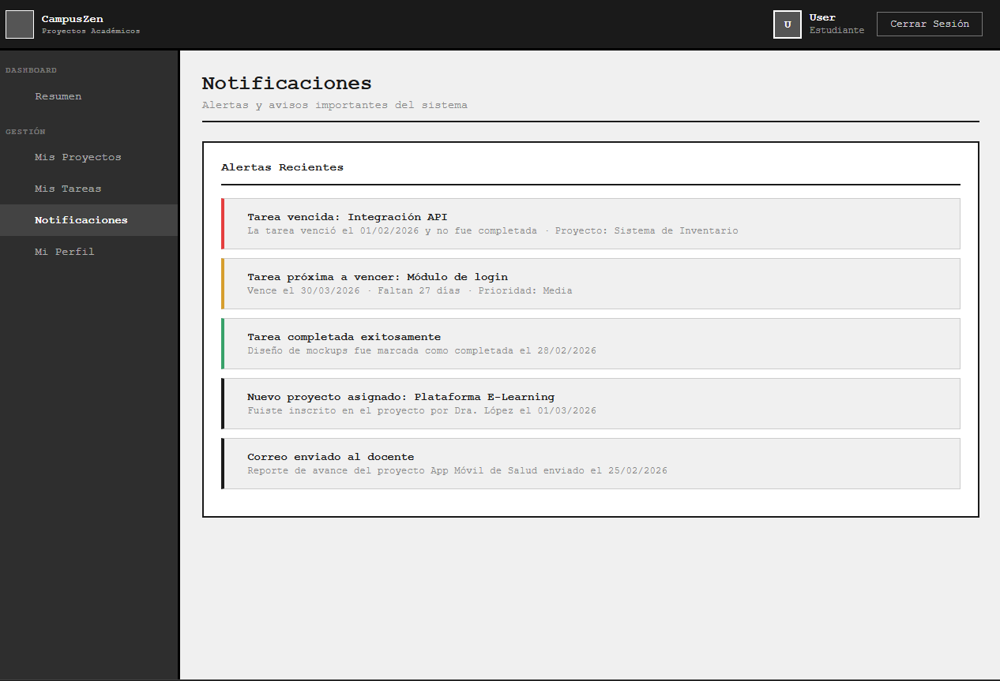 CampusZen
Proyectos Académicos
U
User
Estudiante
Cerrar Sesión
DASHBOARD
Resumen
GESTIÓN
Mis Proyectos
Mis Tareas
Notificaciones
Mi Perfil
Notificaciones
Alertas y avisos importantes del sistema
Alertas Recientes
Tarea vencida: Integración API
La tarea venció el 01/02/2026 y no fue completada · Proyecto: Sistema de Inventario
Tarea próxima a vencer: Módulo de login
Vence el 30/03/2026 · Faltan 27 días · Prioridad: Media
Tarea completada exitosamente
Diseño de mockups fue marcada como completada el 28/02/2026
Nuevo proyecto asignado: Plataforma E-Learning
Fuiste inscrito en el proyecto por Dra. López el 01/03/2026
Correo enviado al docente
Reporte de avance del proyecto App Móvil de Salud enviado el 25/02/2026